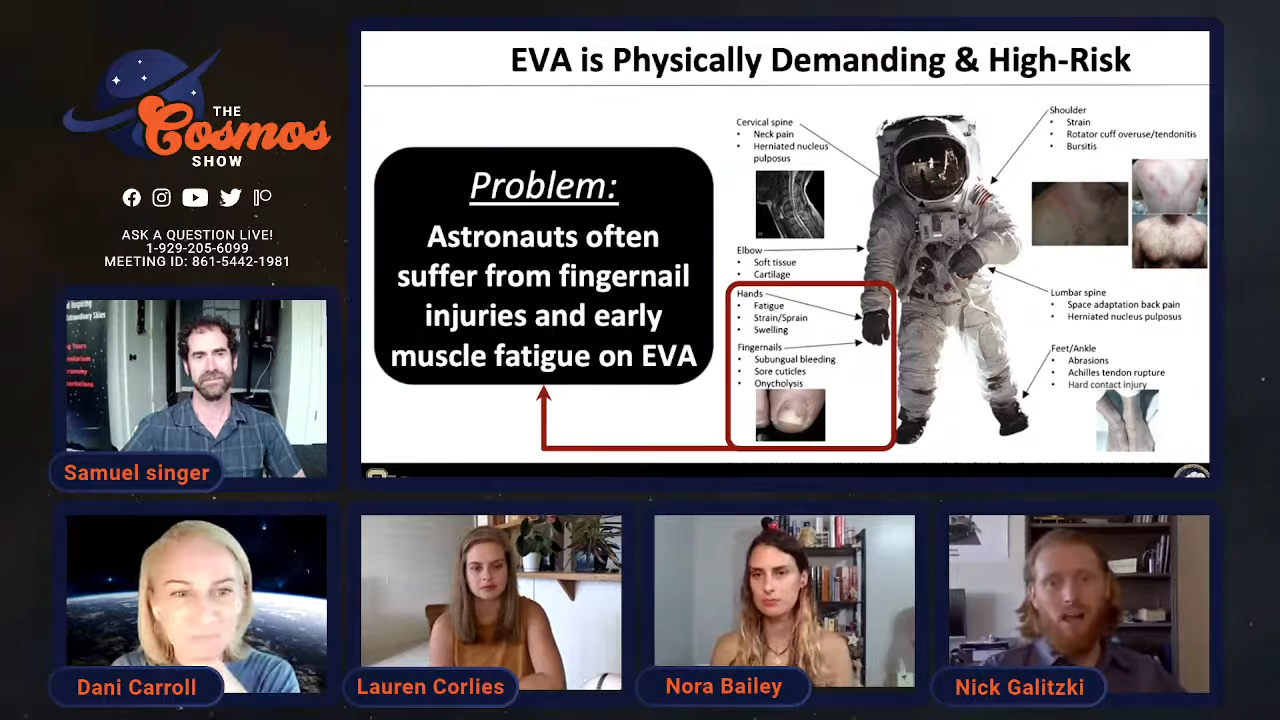 THE
Cosmos
SHOW
ASK A QUESTION LIVE!
1-929-205-6099
MEETING ID: 861-5442-1981
EVA is Physically Demanding & High-Risk
Problem:
Astronauts often
suffer from fingernail
injuries and early
muscle fatigue on EVA
Cervical spine
• Neck pain
• Herniated nucleus
pulposus
Elbow
• Soft tissue
• Cartilage
Hands
• Fatigue
• Strain/Sprain
• Swelling
Fingernails
• Subungual bleeding
• Sore cuticles
• Onycholysis
Shoulder
• Strain
• Rotator cuff overuse/tendonitis
• Bursitis
Lumbar spine
• Space adaptation back pain
• Herniated nucleus pulposus
Feet/Ankle
• Abrasions
• Achilles tendon rupture
• Hard contact injury
Inspiring
Skies
Samuel singer
Dani Carroll
Lauren Corlies
Nora Bailey
Nick Galitzki